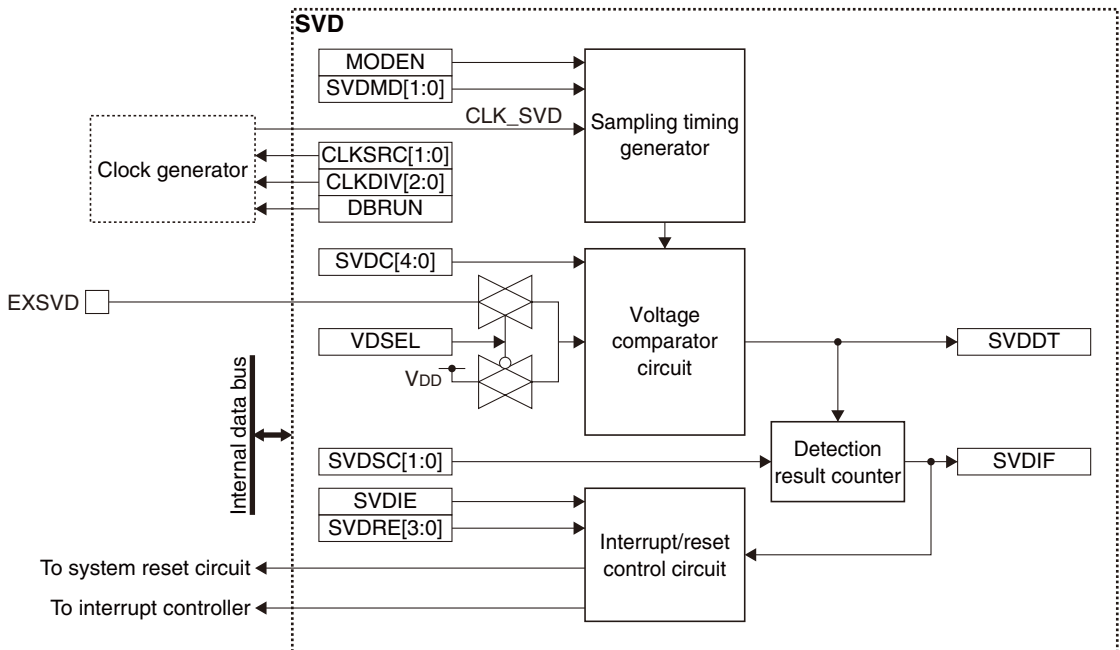 SVD
MODEN
SVDMD[1:0]
CLK_SVD
Sampling timing
generator
Clock generator
CLKSRC[1:0]
CLKDIV[2:0]
DBRUN
SVDC[4:0]
EXSVD
Voltage
comparator
circuit
VDSEL
SVDDT
VDD
Internal data bus
Detection
result counter
SVDSC[1:0]
SVDIF
SVDIE
SVDRE[3:0]
Interrupt/reset
control circuit
To system reset circuit
To interrupt controller